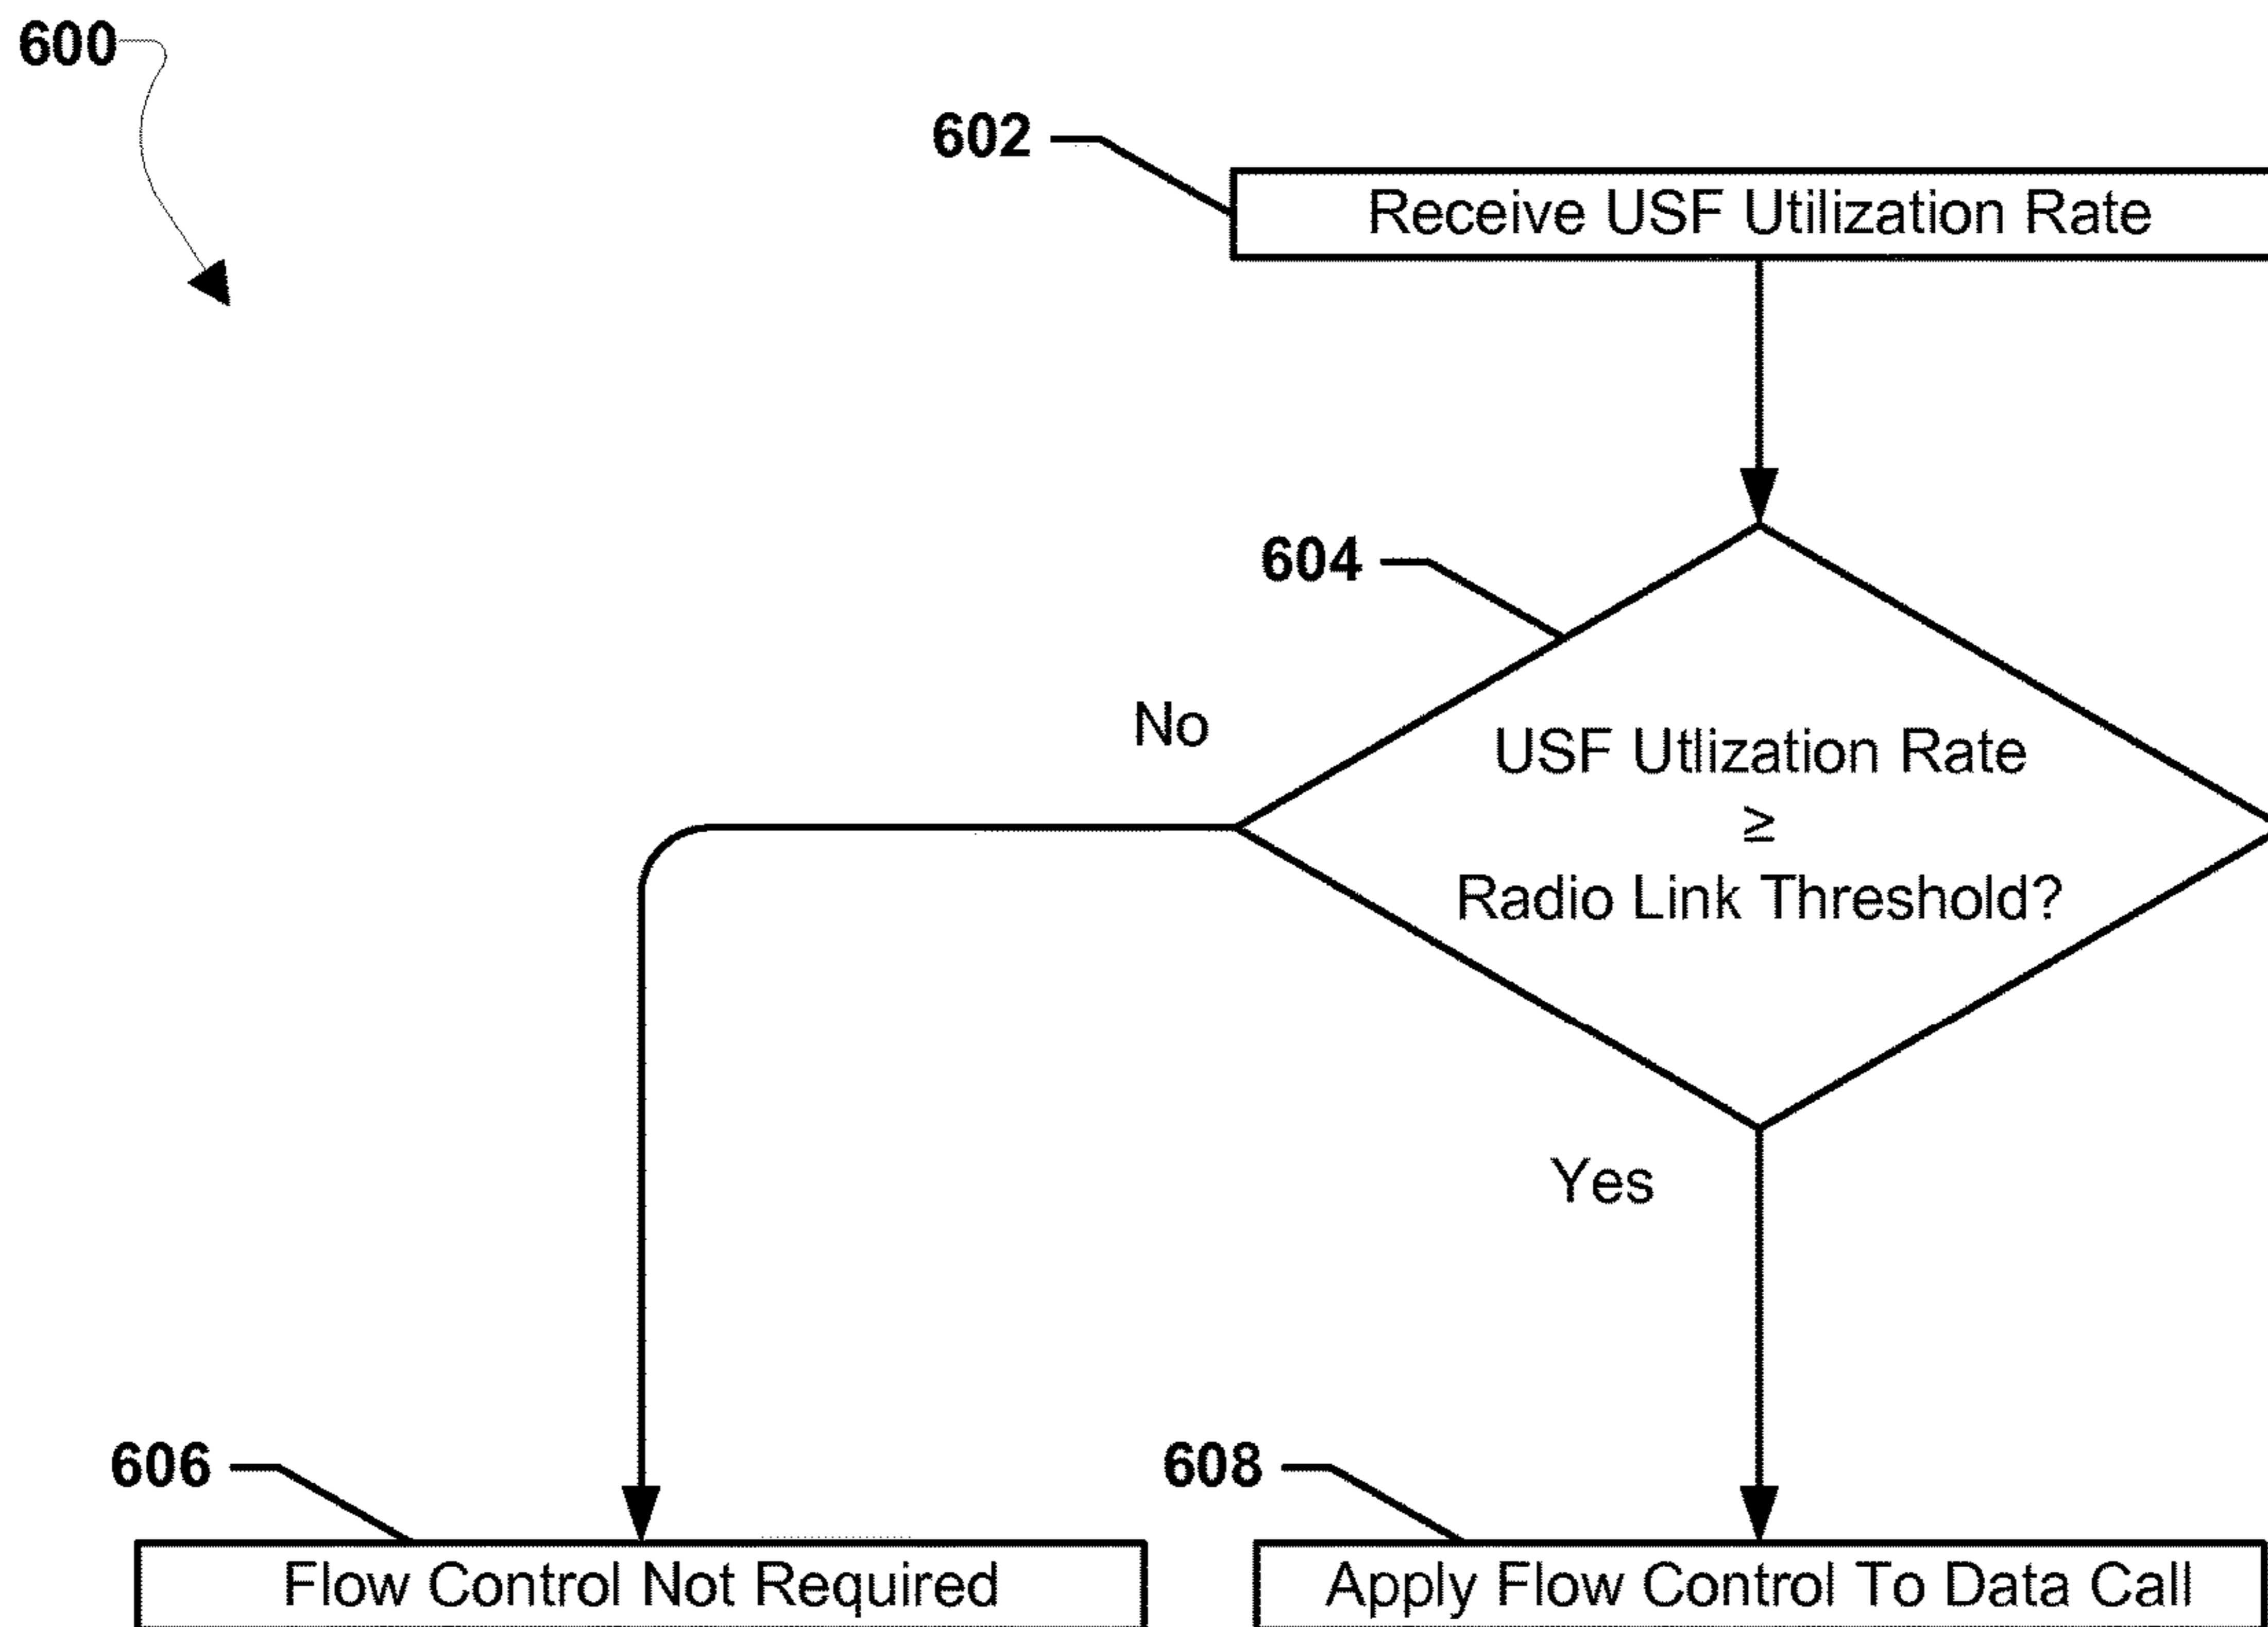 600
602
Receive USF Utilization Rate
604
No
USF Utlization Rate
≥
Radio Link Threshold?
Yes
606
608
Flow Control Not Required
Apply Flow Control To Data Call